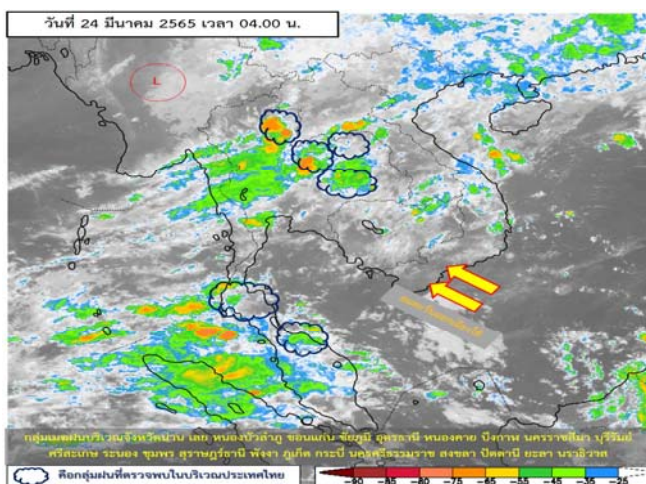 วันที่ 24 มีนาคม 2565 เวลา 04.00 น.
L
กลุ่มเมฆฝนบริเวณจังหวัดน่าน เลย หนองบัวลำภู ขอนแก่น ชัยภูมิ อุดรธานี หนองคาย บึงกาฬ นครราชสีมา บุรีรัมย์
ศรีสะเกษ ระนอง ชุมพร สุราษฎร์ธานี พังงา ภูเก็ต กระบี่ นครศรีธรรมราช สงขลา ปัตตานี ยะลา นราธิวาส
คือกลุ่มฝนที่ตรวจพบในบริเวณประเทศไทย
-90 -85 -80 -75 -70 -65 -60 -55 -50 -45 -40 -35 -25